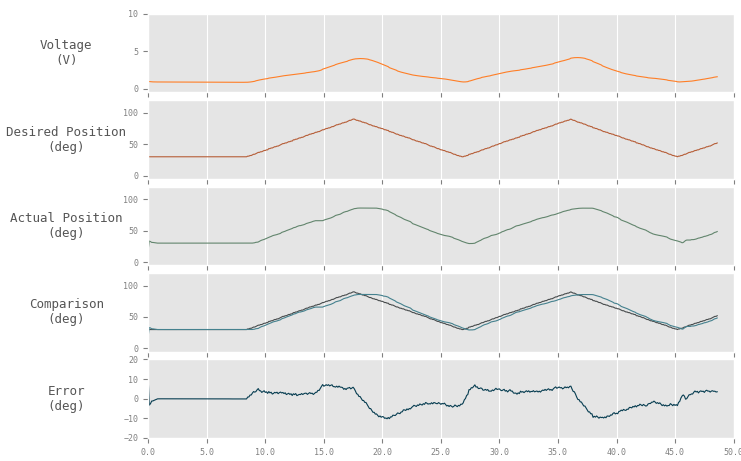 10
Voltage
(V)
5
0
100
Desired Position
(deg)
50
0
100
Actual Position
(deg)
50
0
100
Comparison
(deg)
50
0
20
10
Error
(deg)
0
−10
−20
0.0 5.0 10.0 15.0 20.0 25.0 30.0 35.0 40.0 45.0 50.0